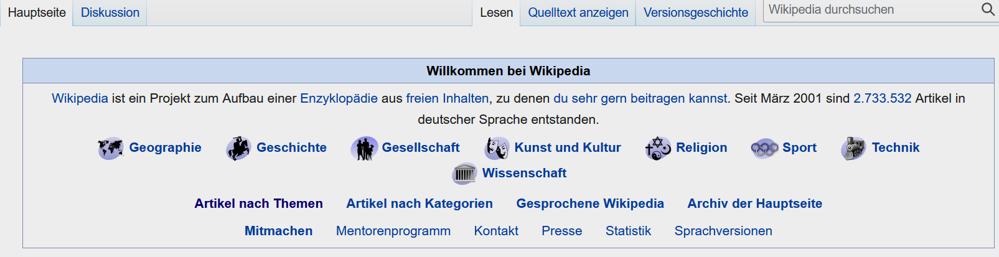 Hauptseite Diskussion Lesen Quelltext anzeigen Versionsgeschichte Wikipedia durchsuchen
Willkommen bei Wikipedia
Wikipedia ist ein Projekt zum Aufbau einer Enzyklopädie aus freien Inhalten, zu denen du sehr gern beitragen kannst. Seit März 2001 sind 2.733.532 Artikel in
deutscher Sprache entstanden.
Geographie Geschichte Gesellschaft Kunst und Kultur Religion Sport Technik
Wissenschaft
Artikel nach Themen Artikel nach Kategorien Gesprochene Wikipedia Archiv der Hauptseite
Mitmachen Mentorenprogramm Kontakt Presse Statistik Sprachversionen